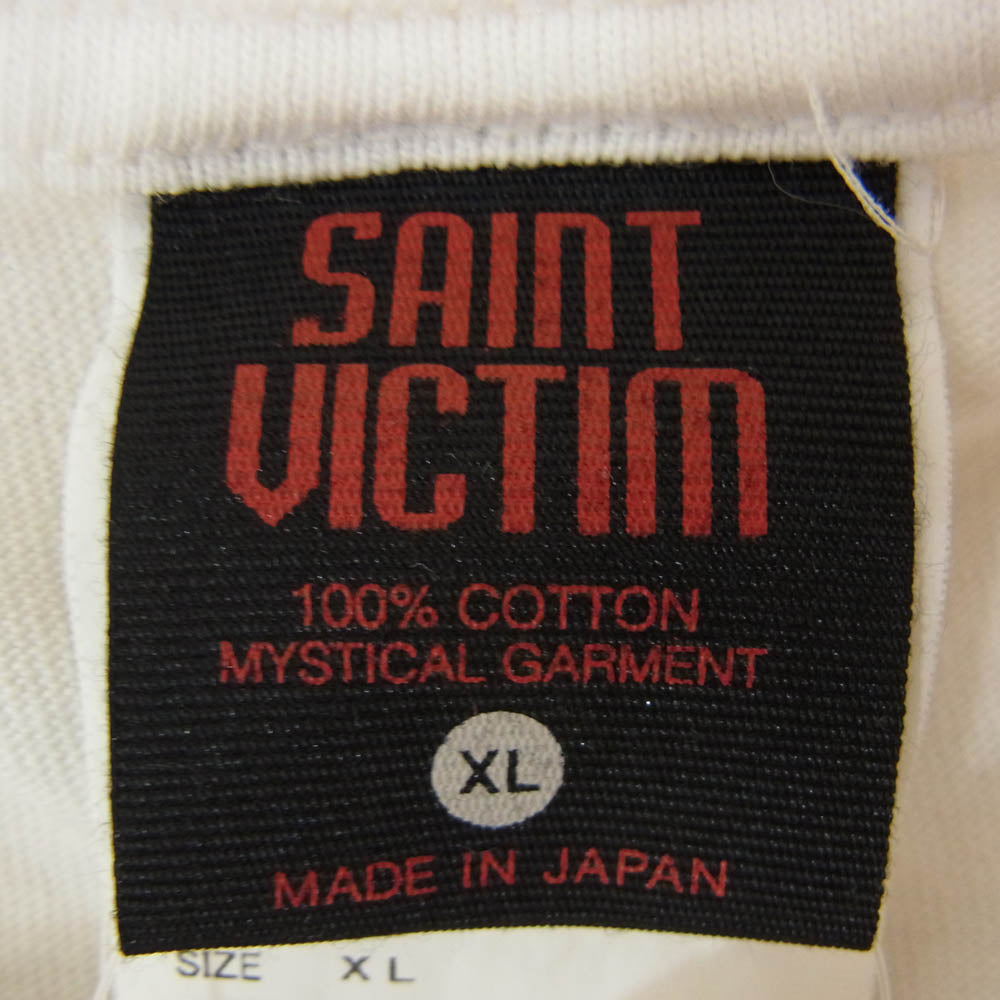 SAINT
VICTIM
100% COTTON
MYSTICAL GARMENT
XL
MADE IN JAPAN
SIZE XL